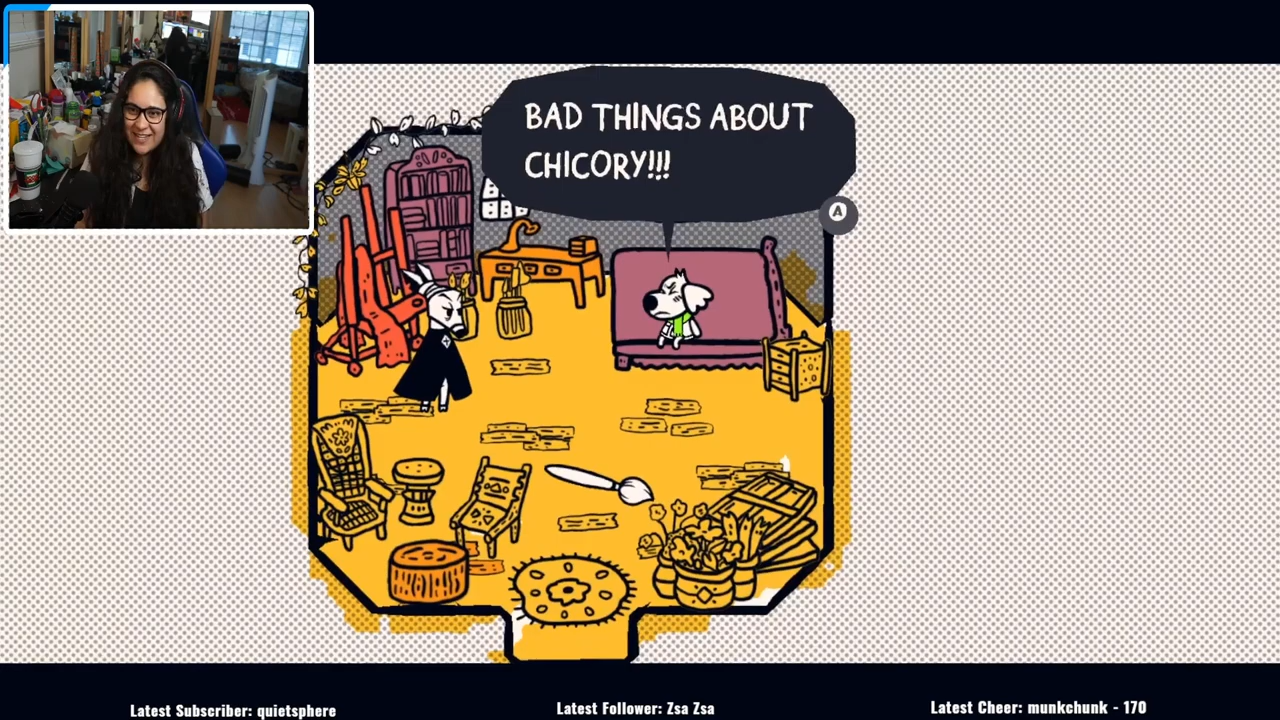 BAD THINGS ABOUT
CHICORY!!!
A
Latest Subscriber: quietsphere
Latest Follower: Zsa Zsa
Latest Cheer: munkchunk - 170